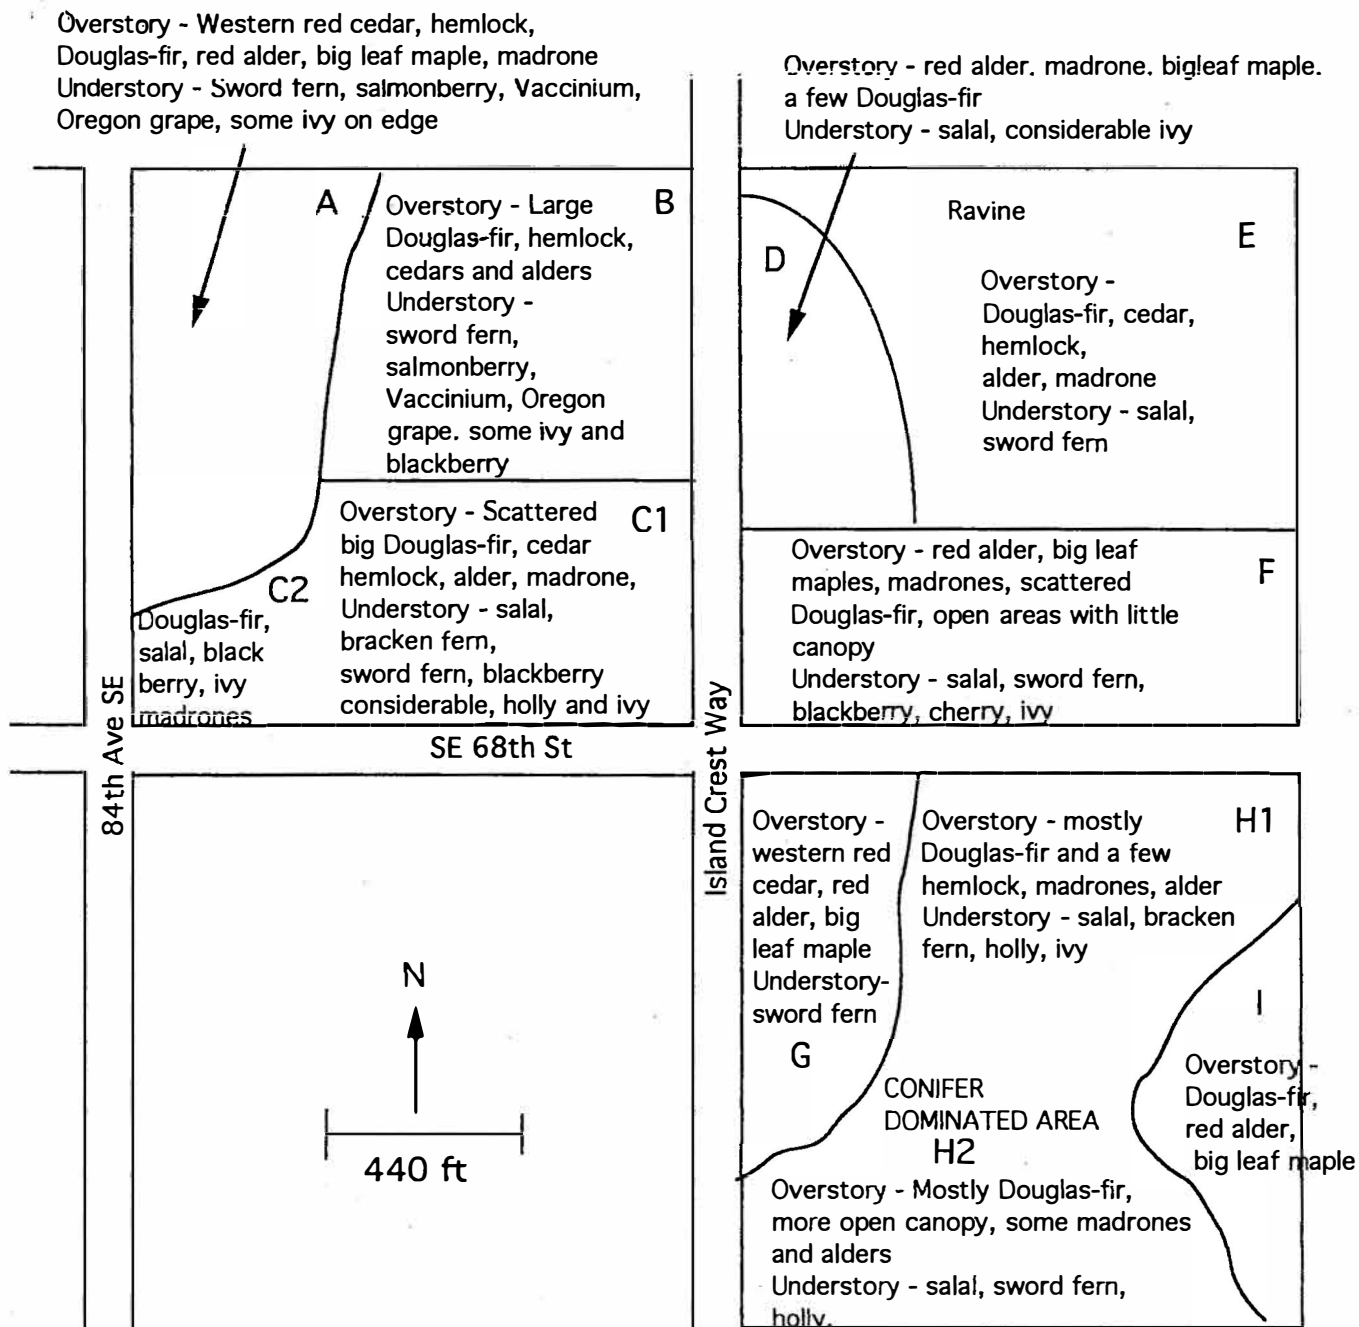 Overstory - Western red cedar, hemlock,
Douglas-fir, red alder, big leaf maple, madrone
Understory - Sword fern, salmonberry, Vaccinium,
Oregon grape, some ivy on edge
Overstory - red alder, madrone, bigleaf maple,
a few Douglas-fir
Understory - salal, considerable ivy
A
Overstory - Large
Douglas-fir, hemlock,
cedars and alders
Understory -
sword fern,
salmonberry,
Vaccinium, Oregon
grape. some ivy and
blackberry
B
D
Ravine
E
Overstory -
Douglas-fir, cedar,
hemlock,
alder, madrone
Understory - salal,
sword fern
Overstory - Scattered
big Douglas-fir, cedar
hemlock, alder, madrone,
Understory - salal,
bracken fern,
sword fern, blackberry
considerable, holly and ivy
C1
C2
Douglas-fir,
salal, black
berry, ivy
madrones
Overstory - red alder, big leaf
maples, madrones, scattered
Douglas-fir, open areas with little
canopy
Understory - salal, sword fern,
blackberry, cherry, ivy
F
84th Ave SE
SE 68th St
Island Crest Way
Overstory -
western red
cedar, red
alder, big
leaf maple
Understory-
sword fern
G
Overstory - mostly
Douglas-fir and a few
hemlock, madrones, alder
Understory - salal, bracken
fern, holly, ivy
H1
I
Overstory -
Douglas-fir,
red alder,
big leaf maple
CONIFER
DOMINATED AREA
H2
Overstory - Mostly Douglas-fir,
more open canopy, some madrones
and alders
Understory - salal, sword fern,
holly.
N
440 ft